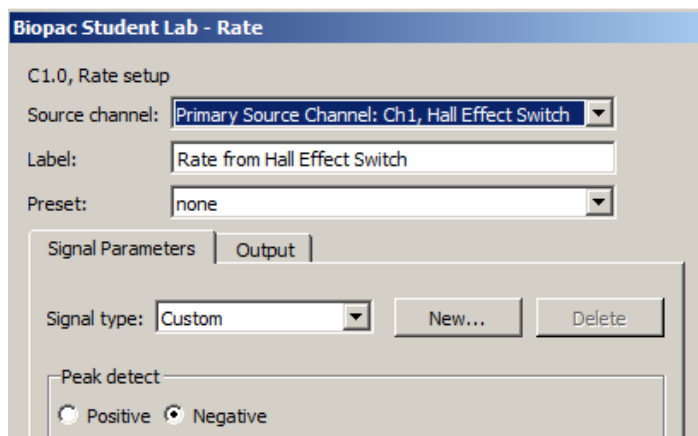 Biopac Student Lab - Rate
C1.0, Rate setup
Source channel: Primary Source Channel: Ch1, Hall Effect Switch
Label: Rate from Hall Effect Switch
Preset: none
Signal Parameters Output
Signal type: Custom New... Delete
Peak detect
Positive Negative